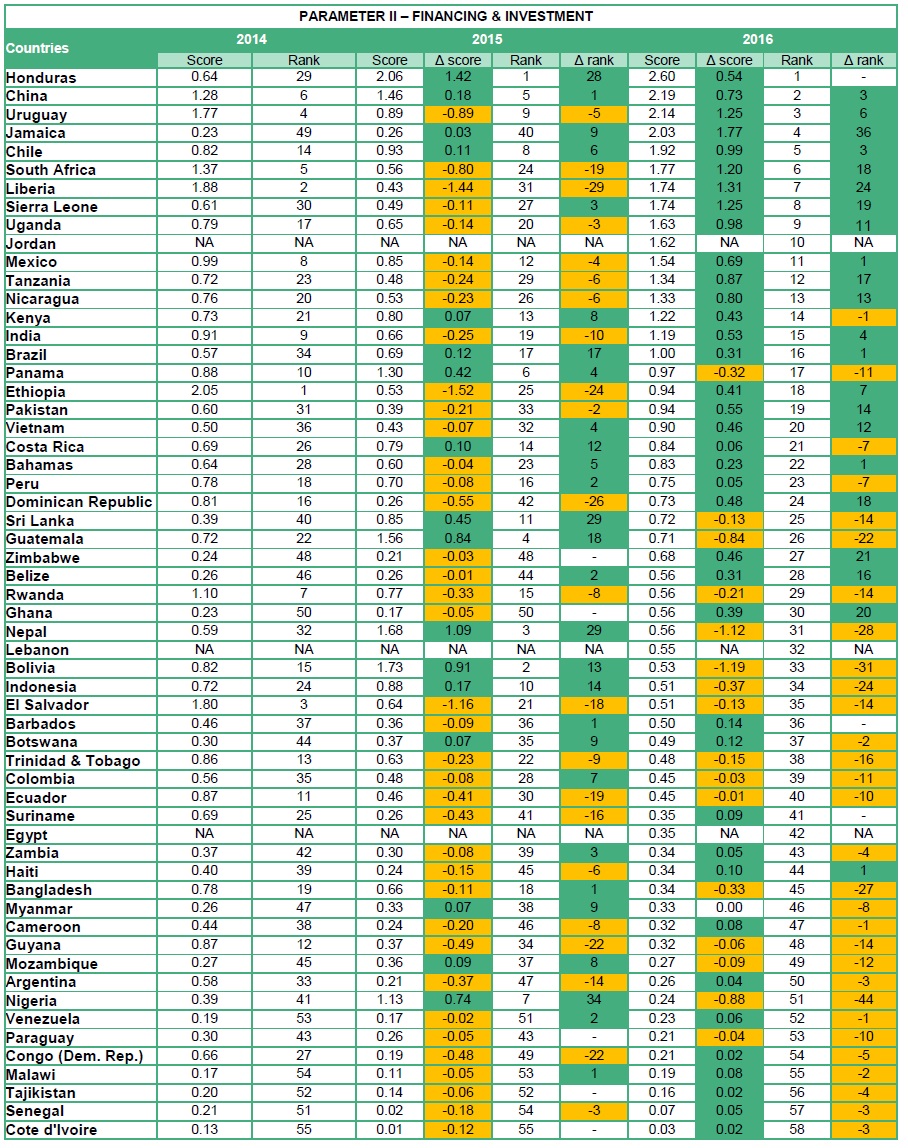 PARAMETER II – FINANCING & INVESTMENT
Countries 2014 2015 2016
Score Rank Score Δ score Rank Δ rank Score Δ score Rank Δ rank
Honduras 0.64 29 2.06 1.42 1 28 2.60 0.54 1 -
China 1.28 6 1.46 0.18 5 1 2.19 0.73 2 3
Uruguay 1.77 4 0.89 -0.89 9 -5 2.14 1.25 3 6
Jamaica 0.23 49 0.26 0.03 40 9 2.03 1.77 4 36
Chile 0.82 14 0.93 0.11 8 6 1.92 0.99 5 3
South Africa 1.37 5 0.56 -0.80 24 -19 1.77 1.20 6 18
Liberia 1.88 2 0.43 -1.44 31 -29 1.74 1.31 7 24
Sierra Leone 0.61 30 0.49 -0.11 27 3 1.74 1.25 8 19
Uganda 0.79 17 0.65 -0.14 20 -3 1.63 0.98 9 11
Jordan NA NA NA NA NA NA 1.62 NA 10 NA
Mexico 0.99 8 0.85 -0.14 12 -4 1.54 0.69 11 1
Tanzania 0.72 23 0.48 -0.24 29 -6 1.34 0.87 12 17
Nicaragua 0.76 20 0.53 -0.23 26 -6 1.33 0.80 13 13
Kenya 0.73 21 0.80 0.07 13 8 1.22 0.43 14 -1
India 0.91 9 0.66 -0.25 19 -10 1.19 0.53 15 4
Brazil 0.57 34 0.69 0.12 17 17 1.00 0.31 16 1
Panama 0.88 10 1.30 0.42 6 4 0.97 -0.32 17 -11
Ethiopia 2.05 1 0.53 -1.52 25 -24 0.94 0.41 18 7
Pakistan 0.60 31 0.39 -0.21 33 -2 0.94 0.55 19 14
Vietnam 0.50 36 0.43 -0.07 32 4 0.90 0.46 20 12
Costa Rica 0.69 26 0.79 0.10 14 12 0.84 0.06 21 -7
Bahamas 0.64 28 0.60 -0.04 23 5 0.83 0.23 22 1
Peru 0.78 18 0.70 -0.08 16 2 0.75 0.05 23 -7
Dominican Republic 0.81 16 0.26 -0.55 42 -26 0.73 0.48 24 18
Sri Lanka 0.39 40 0.85 0.45 11 29 0.72 -0.13 25 -14
Guatemala 0.72 22 1.56 0.84 4 18 0.71 -0.84 26 -22
Zimbabwe 0.24 48 0.21 -0.03 48 - 0.68 0.46 27 21
Belize 0.26 46 0.26 -0.01 44 2 0.56 0.31 28 16
Rwanda 1.10 7 0.77 -0.33 15 -8 0.56 -0.21 29 -14
Ghana 0.23 50 0.17 -0.05 50 - 0.56 0.39 30 20
Nepal 0.59 32 1.68 1.09 3 29 0.56 -1.12 31 -28
Lebanon NA NA NA NA NA NA 0.55 NA 32 NA
Bolivia 0.82 15 1.73 0.91 2 13 0.53 -1.19 33 -31
Indonesia 0.72 24 0.88 0.17 10 14 0.51 -0.37 34 -24
El Salvador 1.80 3 0.64 -1.16 21 -18 0.51 -0.13 35 -14
Barbados 0.46 37 0.36 -0.09 36 1 0.50 0.14 36 -
Botswana 0.30 44 0.37 0.07 35 9 0.49 0.12 37 -2
Trinidad & Tobago 0.86 13 0.63 -0.23 22 -9 0.48 -0.15 38 -16
Colombia 0.56 35 0.48 -0.08 28 7 0.45 -0.03 39 -11
Ecuador 0.87 11 0.46 -0.41 30 -19 0.45 -0.01 40 -10
Suriname 0.69 25 0.26 -0.43 41 -16 0.35 0.09 41 -
Egypt NA NA NA NA NA NA 0.35 NA 42 NA
Zambia 0.37 42 0.30 -0.08 39 3 0.34 0.05 43 -4
Haiti 0.40 39 0.24 -0.15 45 -6 0.34 0.10 44 1
Bangladesh 0.78 19 0.66 -0.11 18 1 0.34 -0.33 45 -27
Myanmar 0.26 47 0.33 0.07 38 9 0.33 0.00 46 -8
Cameroon 0.44 38 0.24 -0.20 46 -8 0.32 0.08 47 -1
Guyana 0.87 12 0.37 -0.49 34 -22 0.32 -0.06 48 -14
Mozambique 0.27 45 0.36 0.09 37 8 0.27 -0.09 49 -12
Argentina 0.58 33 0.21 -0.37 47 -14 0.26 0.04 50 -3
Nigeria 0.39 41 1.13 0.74 7 34 0.24 -0.88 51 -44
Venezuela 0.19 53 0.17 -0.02 51 2 0.23 0.06 52 -1
Paraguay 0.30 43 0.26 -0.05 43 - 0.21 -0.04 53 -10
Congo (Dem. Rep.) 0.66 27 0.19 -0.48 49 -22 0.21 0.02 54 -5
Malawi 0.17 54 0.11 -0.05 53 1 0.19 0.08 55 -2
Tajikistan 0.20 52 0.14 -0.06 52 - 0.16 0.02 56 -4
Senegal 0.21 51 0.02 -0.18 54 -3 0.07 0.05 57 -3
Cote d'Ivoire 0.13 55 0.01 -0.12 55 - 0.03 0.02 58 -3